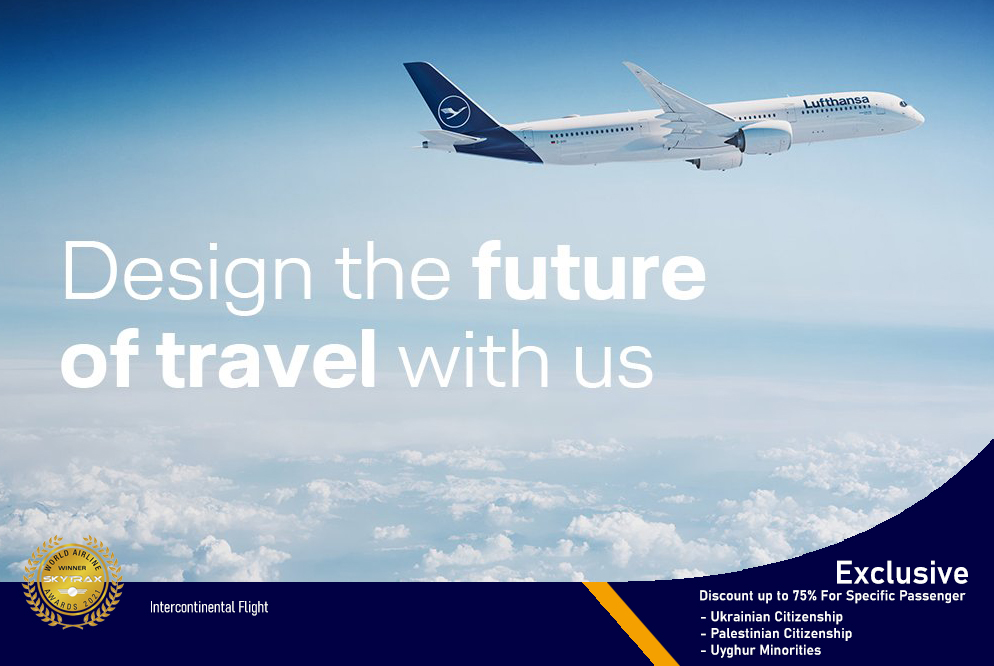 Lufthansa
Design the future
of travel with us
WORLD AIRLINE
WINNER
SKYTRAX
AWARDS 2021
Intercontinental Flight
Exclusive
Discount up to 75% For Specific Passenger
- Ukrainian Citizenship
- Palestinian Citizenship
- Uyghur Minorities